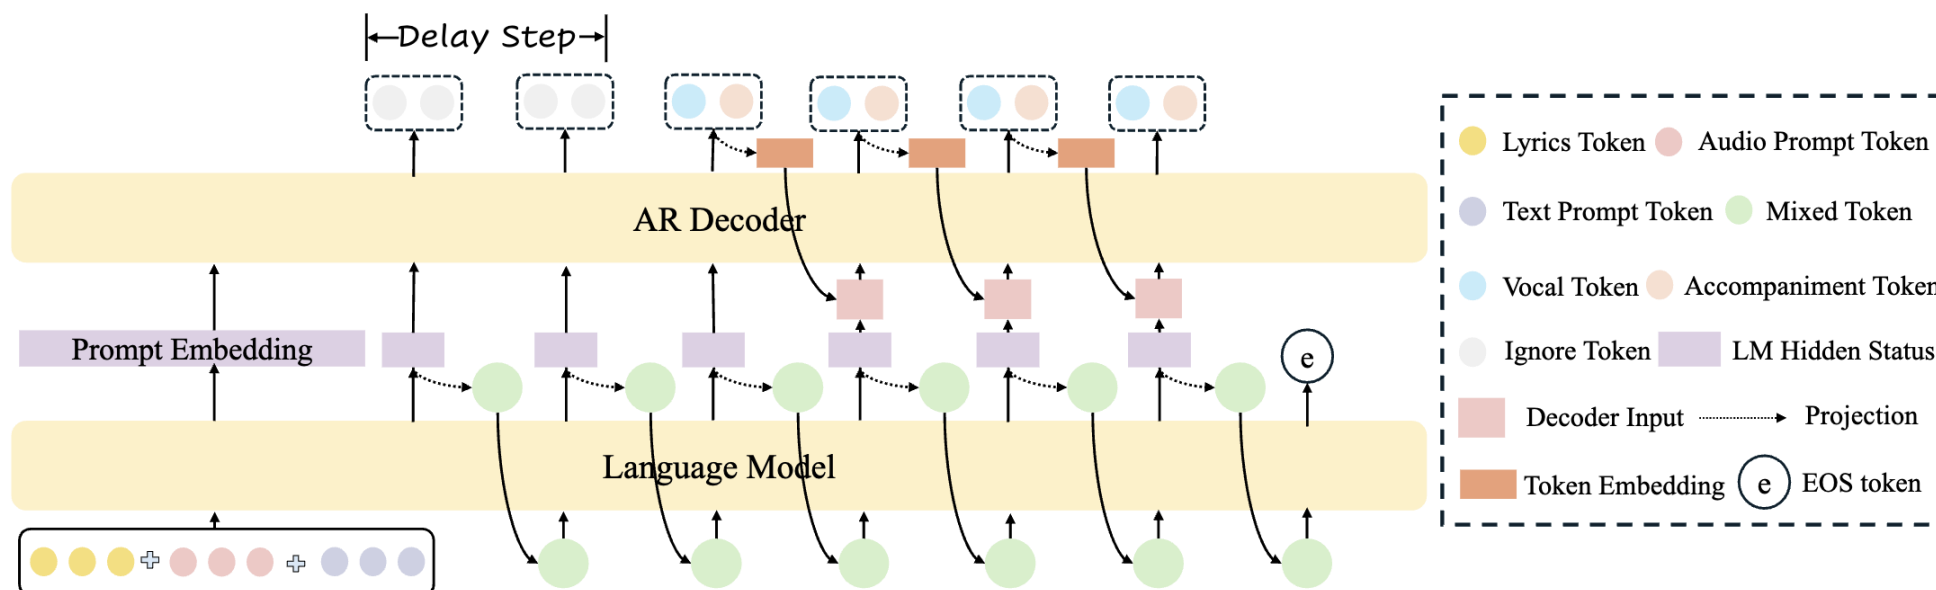 Delay Step
AR Decoder
Prompt Embedding
e
Language Model
Lyrics Token Audio Prompt Token
Text Prompt Token Mixed Token
Vocal Token Accompaniment Token
Ignore Token LM Hidden Status
Decoder Input Projection
Token Embedding e EOS token